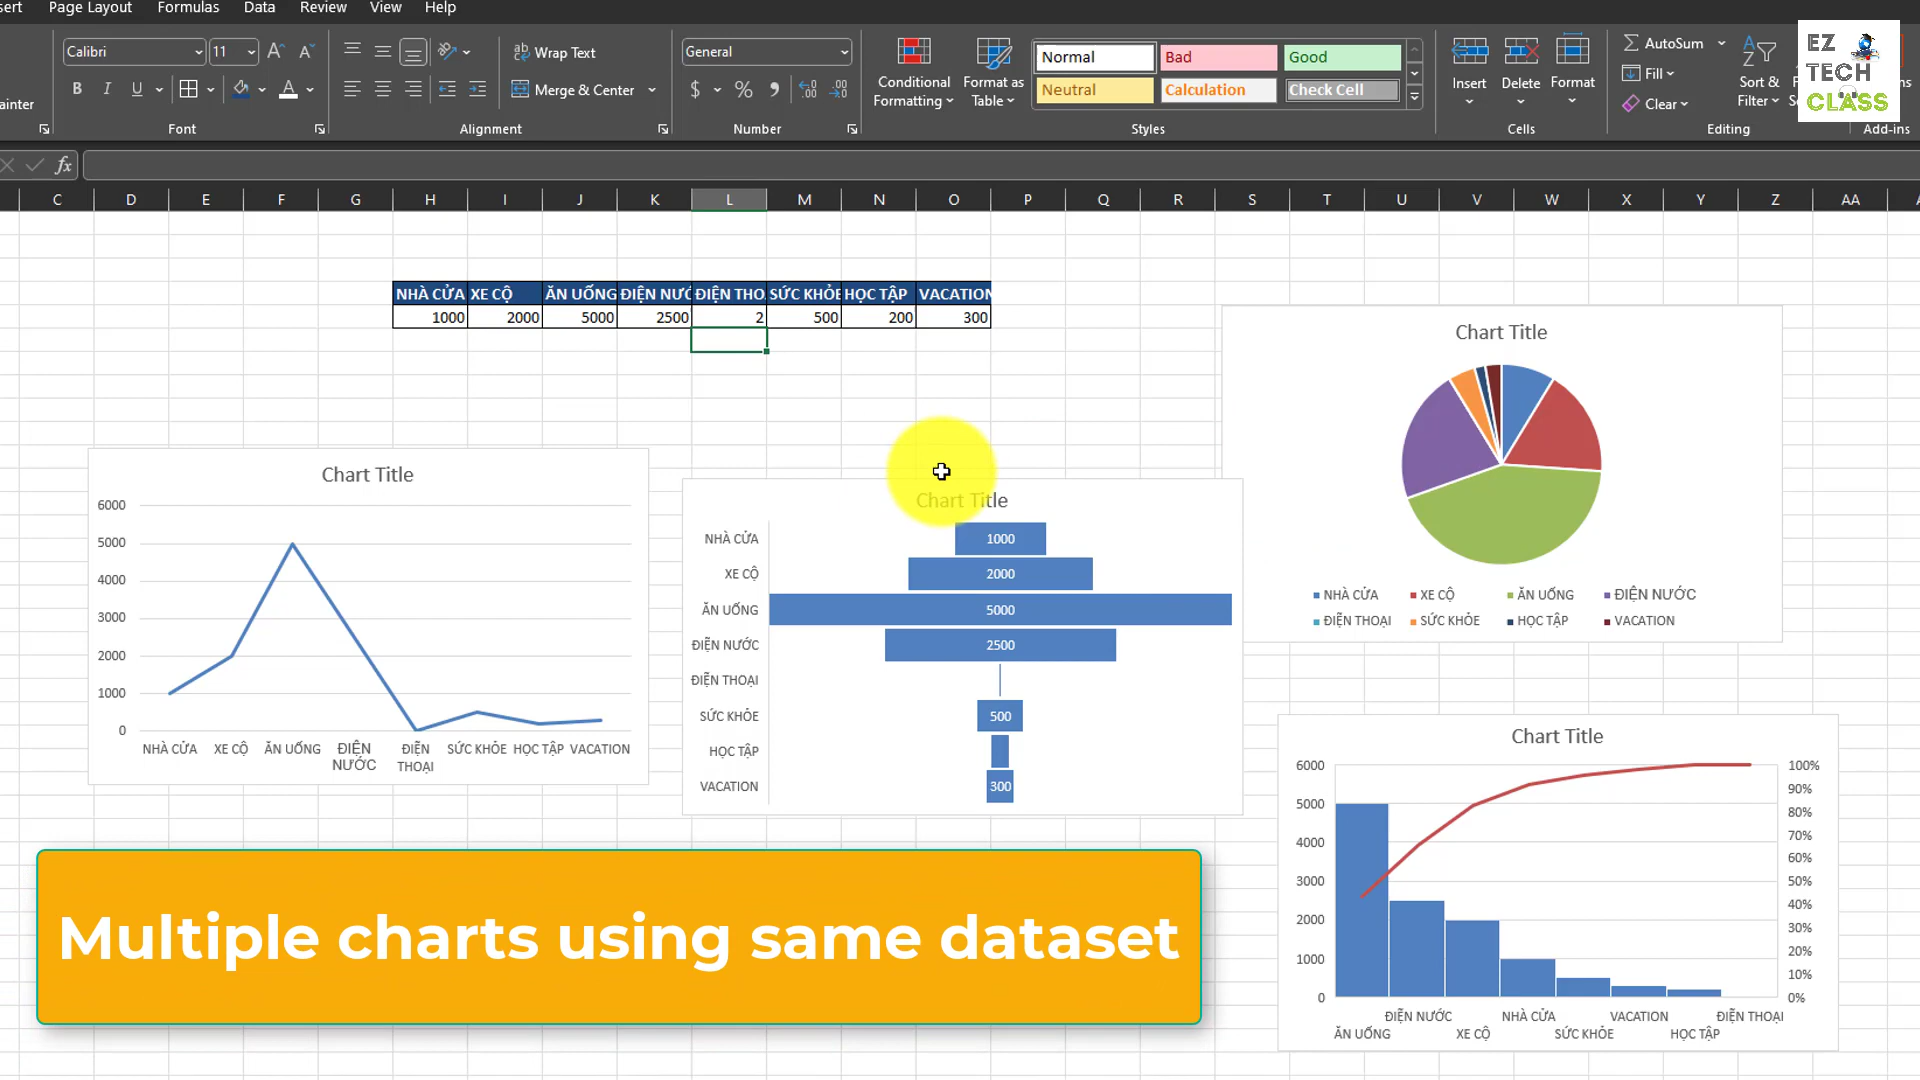 sert Page Layout Formulas Data Review View Help
Calibri 11 Wrap Text General Normal Bad Good AutoSum
B I U Merge & Center $ % Neutral Calculation Check Cell Fill
ainter Conditional Formatting Format as Table Insert Delete Format Clear Sort & Filter
Font Alignment Number Styles Cells Editing Add-ins
EZ
TECH
CLASS
fx
C D E F G H I J K L M N O P Q R S T U V W X Y Z AA
NHÀ CỬA XE CỘ ĂN UỐNG ĐIỆN NƯỚ ĐIỆN THO SỨC KHỎE HỌC TẬP VACATION
1000 2000 5000 2500 2 500 200 300
Chart Title
6000
5000
4000
3000
2000
1000
0
NHÀ CỬA XE CỘ ĂN UỐNG ĐIỆN NƯỚC ĐIỆN THOẠI SỨC KHỎE HỌC TẬP VACATION
Chart Title
NHÀ CỬA 1000
XE CỘ 2000
ĂN UỐNG 5000
ĐIỆN NƯỚC 2500
ĐIỆN THOẠI
SỨC KHỎE 500
HỌC TẬP
VACATION 300
Chart Title
NHÀ CỬA XE CỘ ĂN UỐNG ĐIỆN NƯỚC
ĐIỆN THOẠI SỨC KHỎE HỌC TẬP VACATION
Chart Title
6000 100%
90%
5000 80%
70%
4000 60%
3000 50%
40%
2000 30%
20%
1000 10%
0 0%
ĐIỆN NƯỚC NHÀ CỬA VACATION ĐIỆN THOẠI
ĂN UỐNG XE CỘ SỨC KHỎE HỌC TẬP
Multiple charts using same dataset